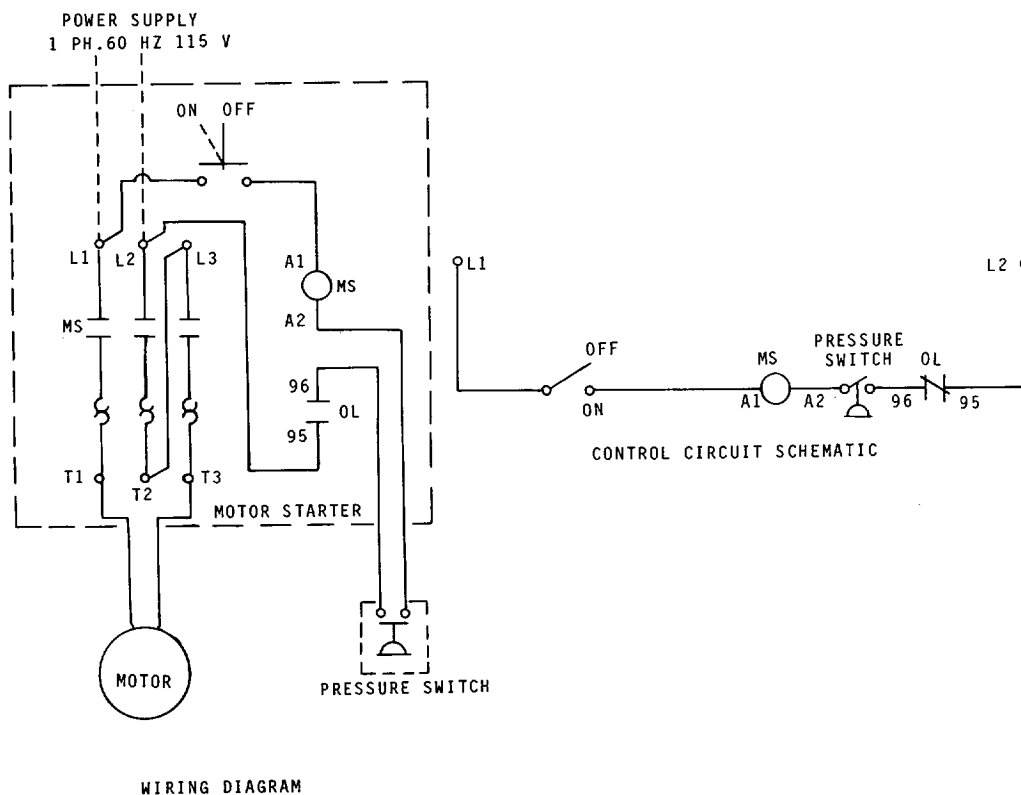 POWER SUPPLY
1 PH.60 HZ 115 V
ON OFF
L1
L2
L3
A1
MS
A2
MS
96
OL
95
T1
T2
T3
MOTOR STARTER
MOTOR
PRESSURE SWITCH
WIRING DIAGRAM
L1
L2
OFF
ON
MS
A1
A2
PRESSURE
SWITCH
96
OL
95
CONTROL CIRCUIT SCHEMATIC